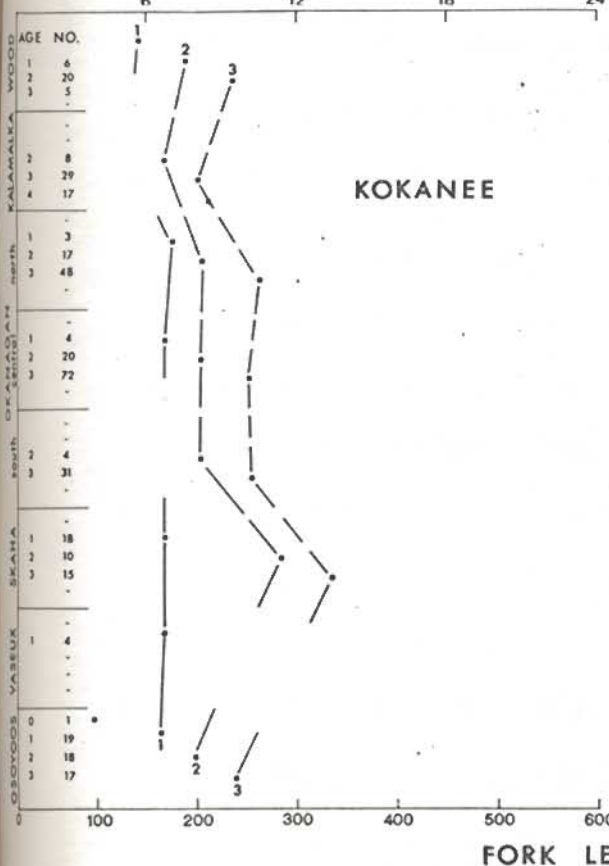 6 12 18 24
AGE NO.
WOOD
1 6
2 20
3 5
KALAMALKA
2 8
3 29
4 17
OKANAGAN
north
1 3
2 17
3 48
central
1 4
2 20
3 72
south
2 4
3 31
SKAHA
1 18
2 10
3 15
VASEUX
1 4
OSOYOOS
0 1
1 19
2 18
3 17
1
2
3
KOKANEE
1
2
3
0 100 200 300 400 500 600
FORK LE